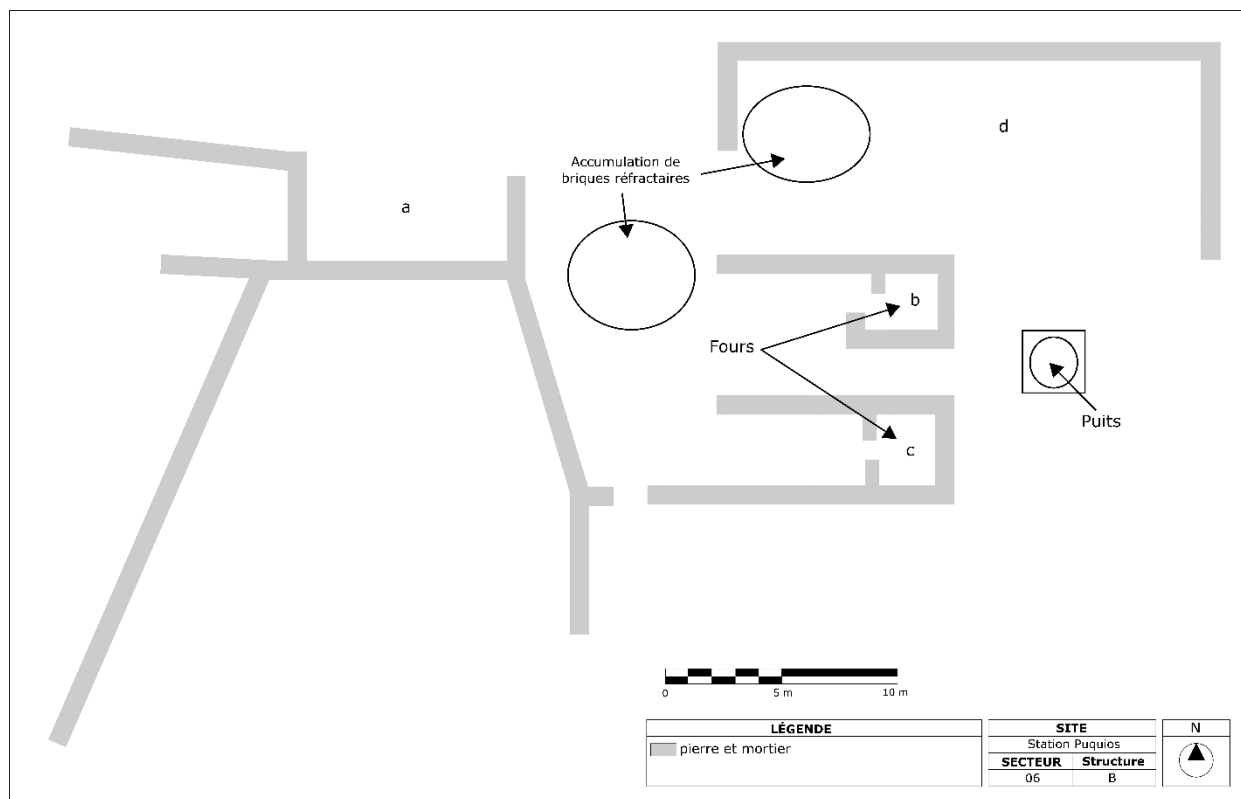 d
Accumulation de
briques réfractaires
a
b
Fours
Puits
c
0
5 m
10 m
LÉGENDE
pierre et mortier
SITE
Station Puquios
SECTEUR Structure
06 B
N